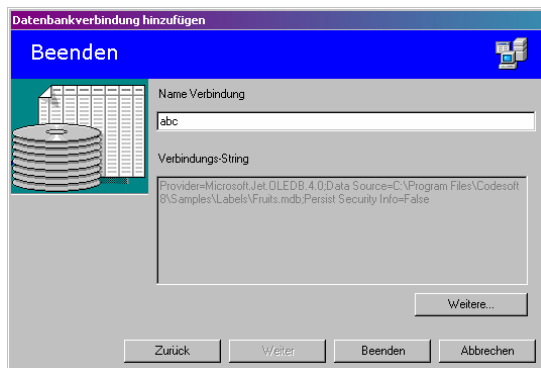 Datenbankverbindung hinzufügen
Beenden
Name Verbindung
abc
Verbindungs-String
Provider=Microsoft.Jet.OLEDB.4.0;Data Source=C:\Program Files\Codesoft
8\Samples\Labels\Fruits.mdb;Persist Security Info=False
Weitere...
Zurück
Weiter
Beenden
Abbrechen